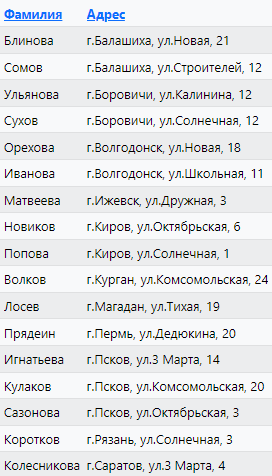 Фамилия Адрес
Блинова г.Балашиха, ул.Новая, 21
Сомов г.Балашиха, ул.Строителей, 12
Ульянова г.Боровичи, ул.Калинина, 12
Сухов г.Боровичи, ул.Солнечная, 12
Орехова г.Волгодонск, ул.Новая, 18
Иванова г.Волгодонск, ул.Школьная, 11
Матвеева г.Ижевск, ул.Дружная, 3
Новиков г.Киров, ул.Октябрьская, 6
Попова г.Киров, ул.Солнечная, 1
Волков г.Курган, ул.Комсомольская, 24
Лосев г.Магадан, ул.Тихая, 19
Прядеин г.Пермь, ул.Дедюкина, 20
Игнатьева г.Псков, ул.3 Марта, 14
Кулаков г.Псков, ул.Комсомольская, 20
Сазонова г.Псков, ул.Октябрьская, 3
Коротков г.Рязань, ул.Солнечная, 3
Колесникова г.Саратов, ул.3 Марта, 4